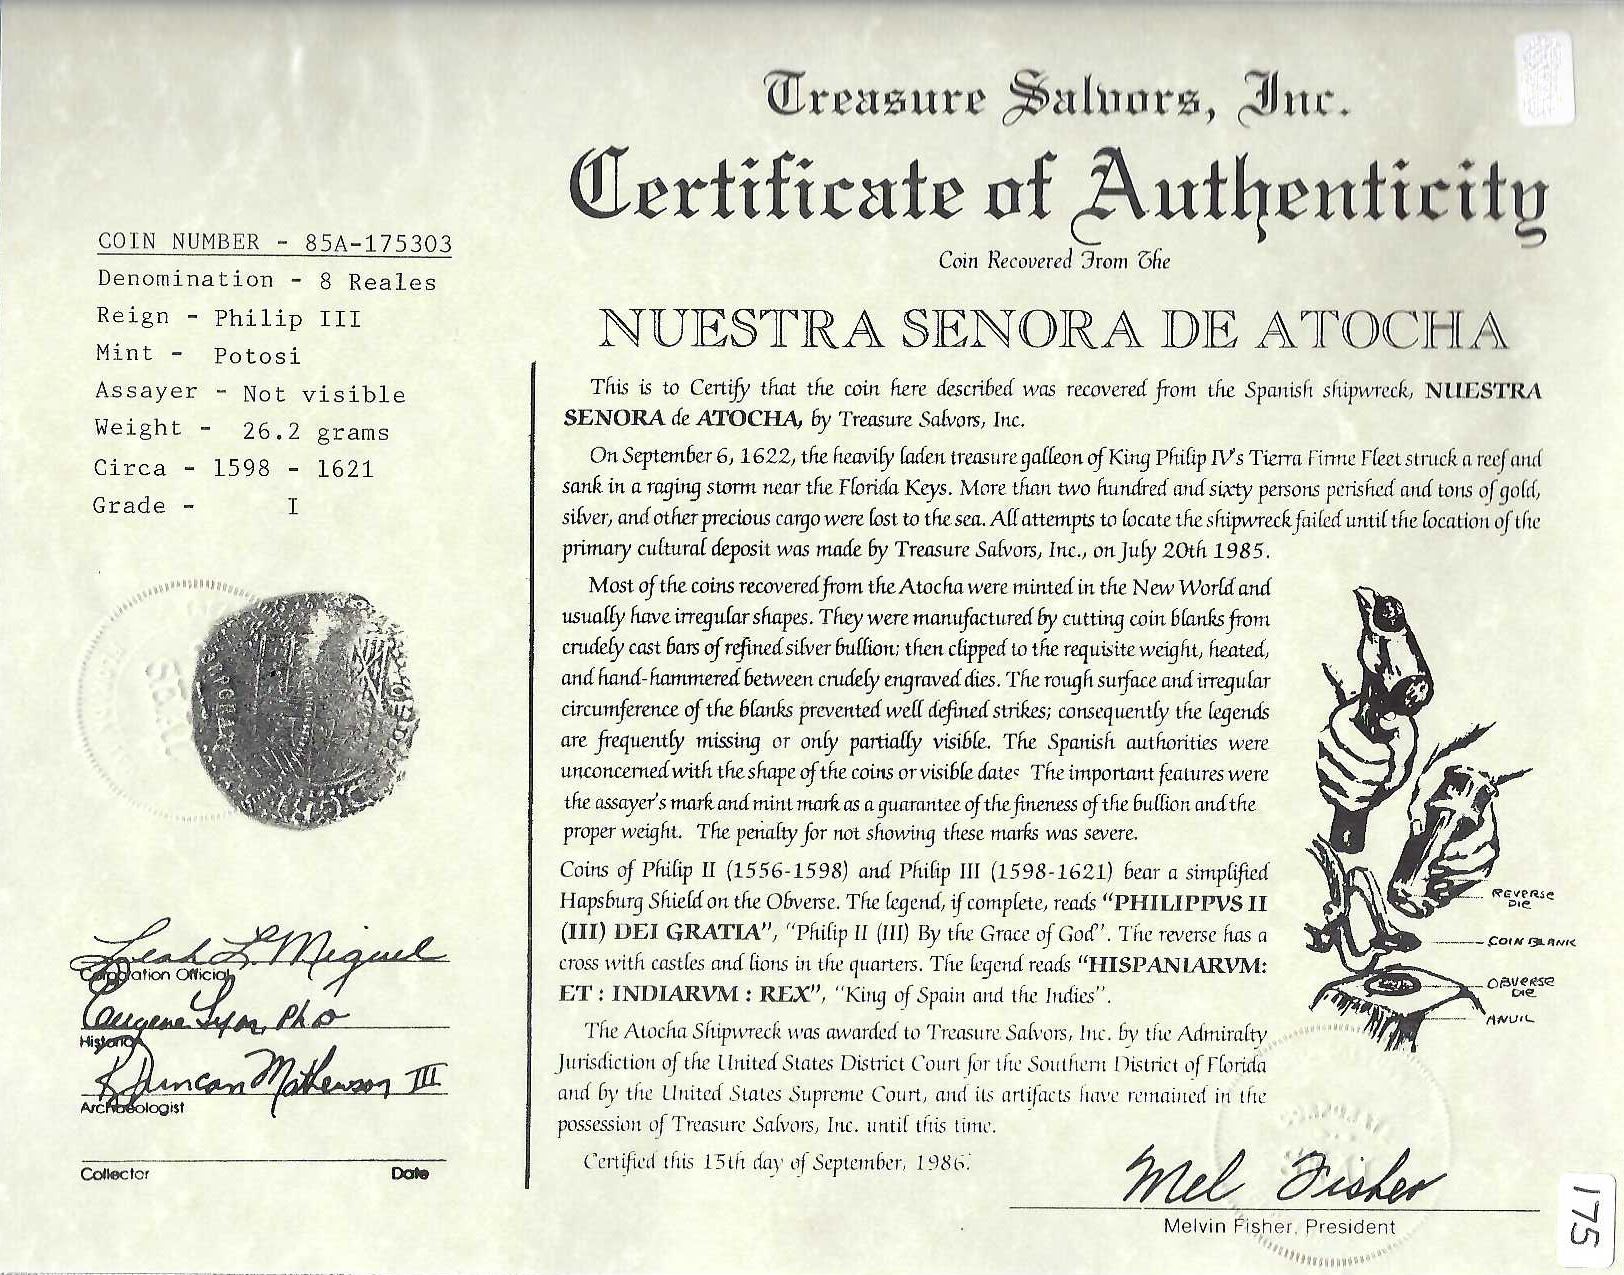 Treasure Salvors, Inc.
Certificate of Authenticity
Coin Recovered From The
NUESTRA SENORA DE ATOCHA
COIN NUMBER - 85A-175303
Denomination - 8 Reales
Reign - Philip III
Mint - Potosi
Assayer - Not visible
Weight - 26.2 grams
Circa - 1598 - 1621
Grade - I
This is to Certify that the coin here described was recovered from the Spanish shipwreck, NUESTRA
SENORA de ATOCHA, by Treasure Salvors, Inc.
On September 6, 1622, the heavily laden treasure galleon of King Philip IV's Tierra Firme Fleet struck a reef and
sank in a raging storm near the Florida Keys. More than two hundred and sixty persons perished and tons of gold,
silver, and other precious cargo were lost to the sea. All attempts to locate the shipwreck failed until the location of the
primary cultural deposit was made by Treasure Salvors, Inc., on July 20th 1985.
Most of the coins recovered from the Atocha were minted in the New World and
usually have irregular shapes. They were manufactured by cutting coin blanks from
crudely cast bars of refined silver bullion; then clipped to the requisite weight, heated,
and hand-hammered between crudely engraved dies. The rough surface and irregular
circumference of the blanks prevented well defined strikes; consequently the legends
are frequently missing or only partially visible. The Spanish authorities were
unconcerned with the shape of the coins or visible dates The important features were
the assayer's mark and mint mark as a guarantee of the fineness of the bullion and the
proper weight. The penalty for not showing these marks was severe.
Coins of Philip II (1556-1598) and Philip III (1598-1621) bear a simplified
Hapsburg Shield on the Obverse. The legend, if complete, reads "PHILIPPVS II
(III) DEI GRATIA", "Philip II (III) By the Grace of God". The reverse has a
cross with castles and lions in the quarters. The legend reads "HISPANIARVM:
ET : INDIARVM : REX", "King of Spain and the Indies".
The Atocha Shipwreck was awarded to Treasure Salvors, Inc. by the Admiralty
Jurisdiction of the United States District Court for the Southern District of Florida
and by the United States Supreme Court, and its artifacts have remained in the
possession of Treasure Salvors, Inc. until this time.
Certified this 15th day of September, 1986.
REVERSE
DIE
COIN BLANK
OBVERSE
DIE
ANVIL
Leah L. Miguel
Corporation Official
Eugene Lyon, PhD
Historian
R Duncan Mathewson III
Archaeologist
Collector Date
Mel Fisher
Melvin Fisher, President
175